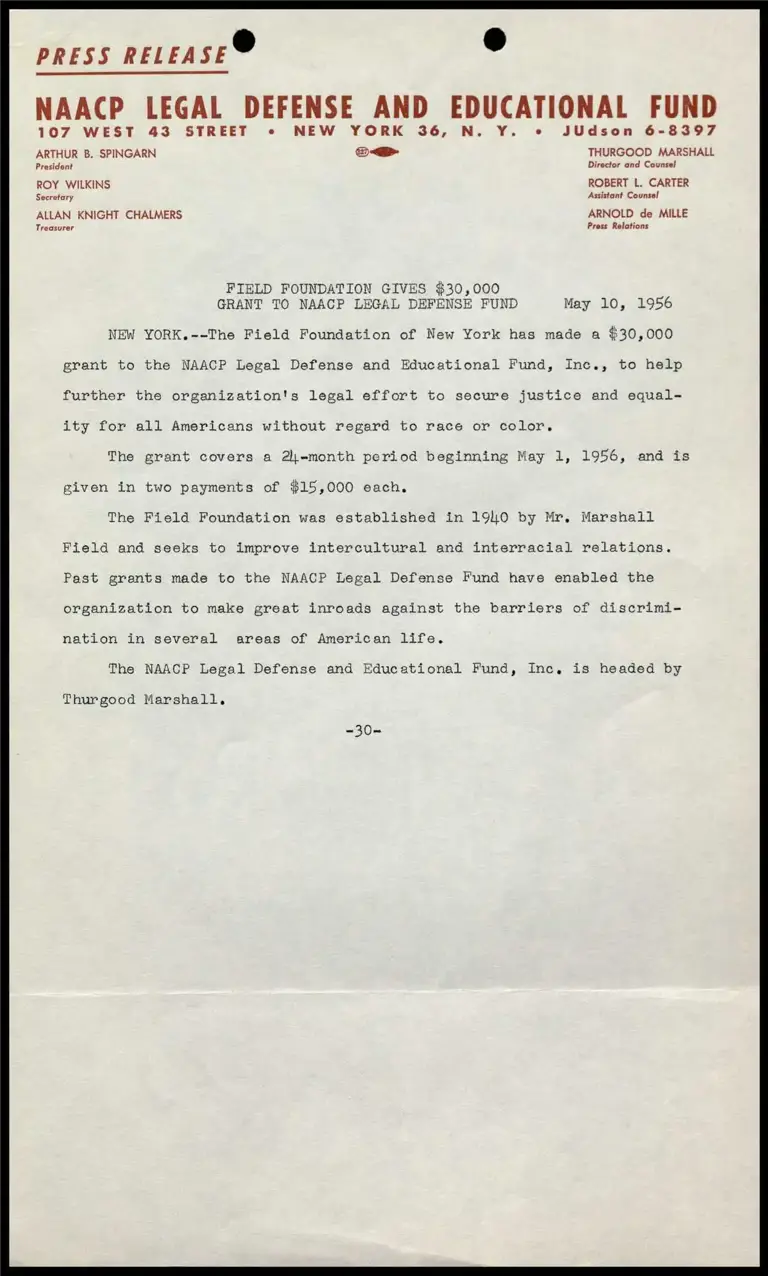 PRESS RELEASE
NAACP LEGAL DEFENSE AND EDUCATIONAL FUND
107 WEST 43 STREET • NEW YORK 36, N. Y. • JUdson 6-8397
ARTHUR B. SPINGARN
President
ROY WILKINS
Secretary
ALLAN KNIGHT CHALMERS
Treasurer
THURGOOD MARSHALL
Director and Counsel
ROBERT L. CARTER
Assistant Counsel
ARNOLD de MILLE
Press Relations
FIELD FOUNDATION GIVES $30,000
GRANT TO NAACP LEGAL DEFENSE FUND May 10, 1956
NEW YORK.--The Field Foundation of New York has made a $30,000
grant to the NAACP Legal Defense and Educational Fund, Inc., to help
further the organization's legal effort to secure justice and equal-
ity for all Americans without regard to race or color.
The grant covers a 24-month period beginning May 1, 1956, and is
given in two payments of $15,000 each.
The Field Foundation was established in 1940 by Mr. Marshall
Field and seeks to improve intercultural and interracial relations.
Past grants made to the NAACP Legal Defense Fund have enabled the
organization to make great inroads against the barriers of discrimi-
nation in several areas of American life.
The NAACP Legal Defense and Educational Fund, Inc. is headed by
Thurgood Marshall.
-30-